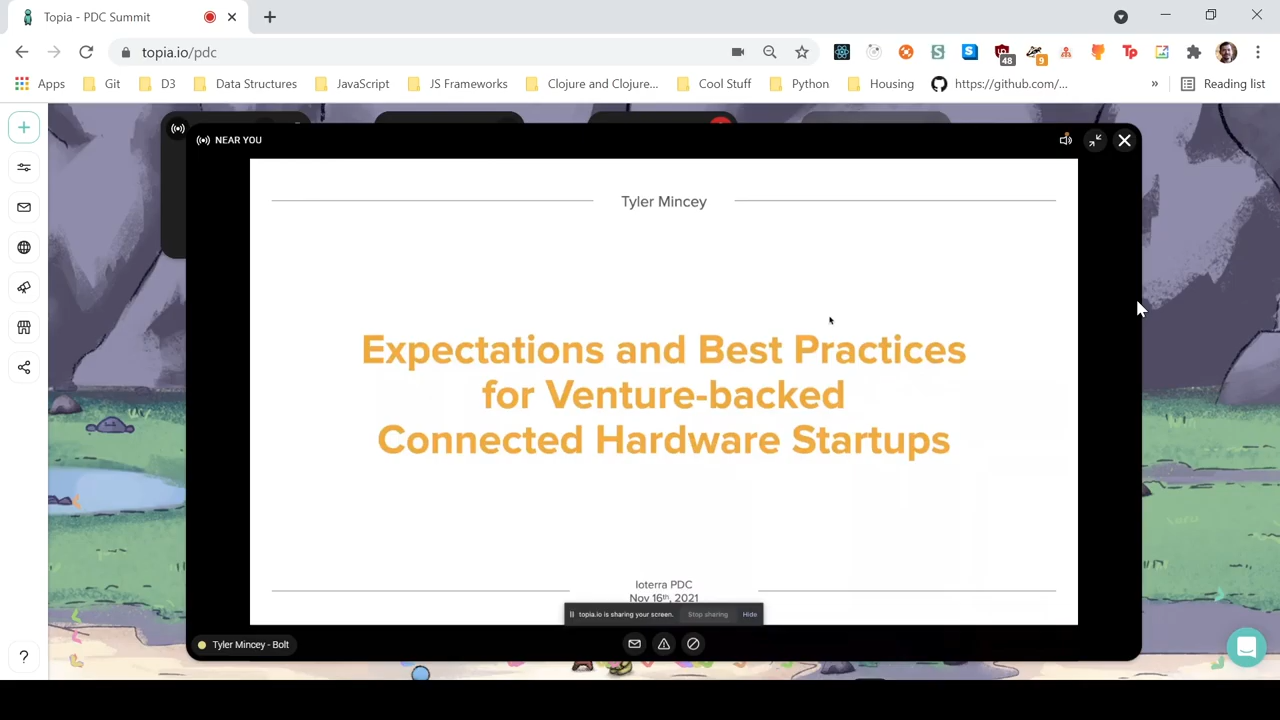 Topia - PDC Summit
topia.io/pdc
48
9
Tp
Apps
Git
D3
Data Structures
JavaScript
JS Frameworks
Clojure and Clojure...
Cool Stuff
Python
Housing
https://github.com/...
»
Reading list
NEAR YOU
Tyler Mincey
Expectations and Best Practices
for Venture-backed
Connected Hardware Startups
Ioterra PDC
Nov 16th, 2021
topia.io is sharing your screen.
Stop sharing
Hide
Tyler Mincey - Bolt
?